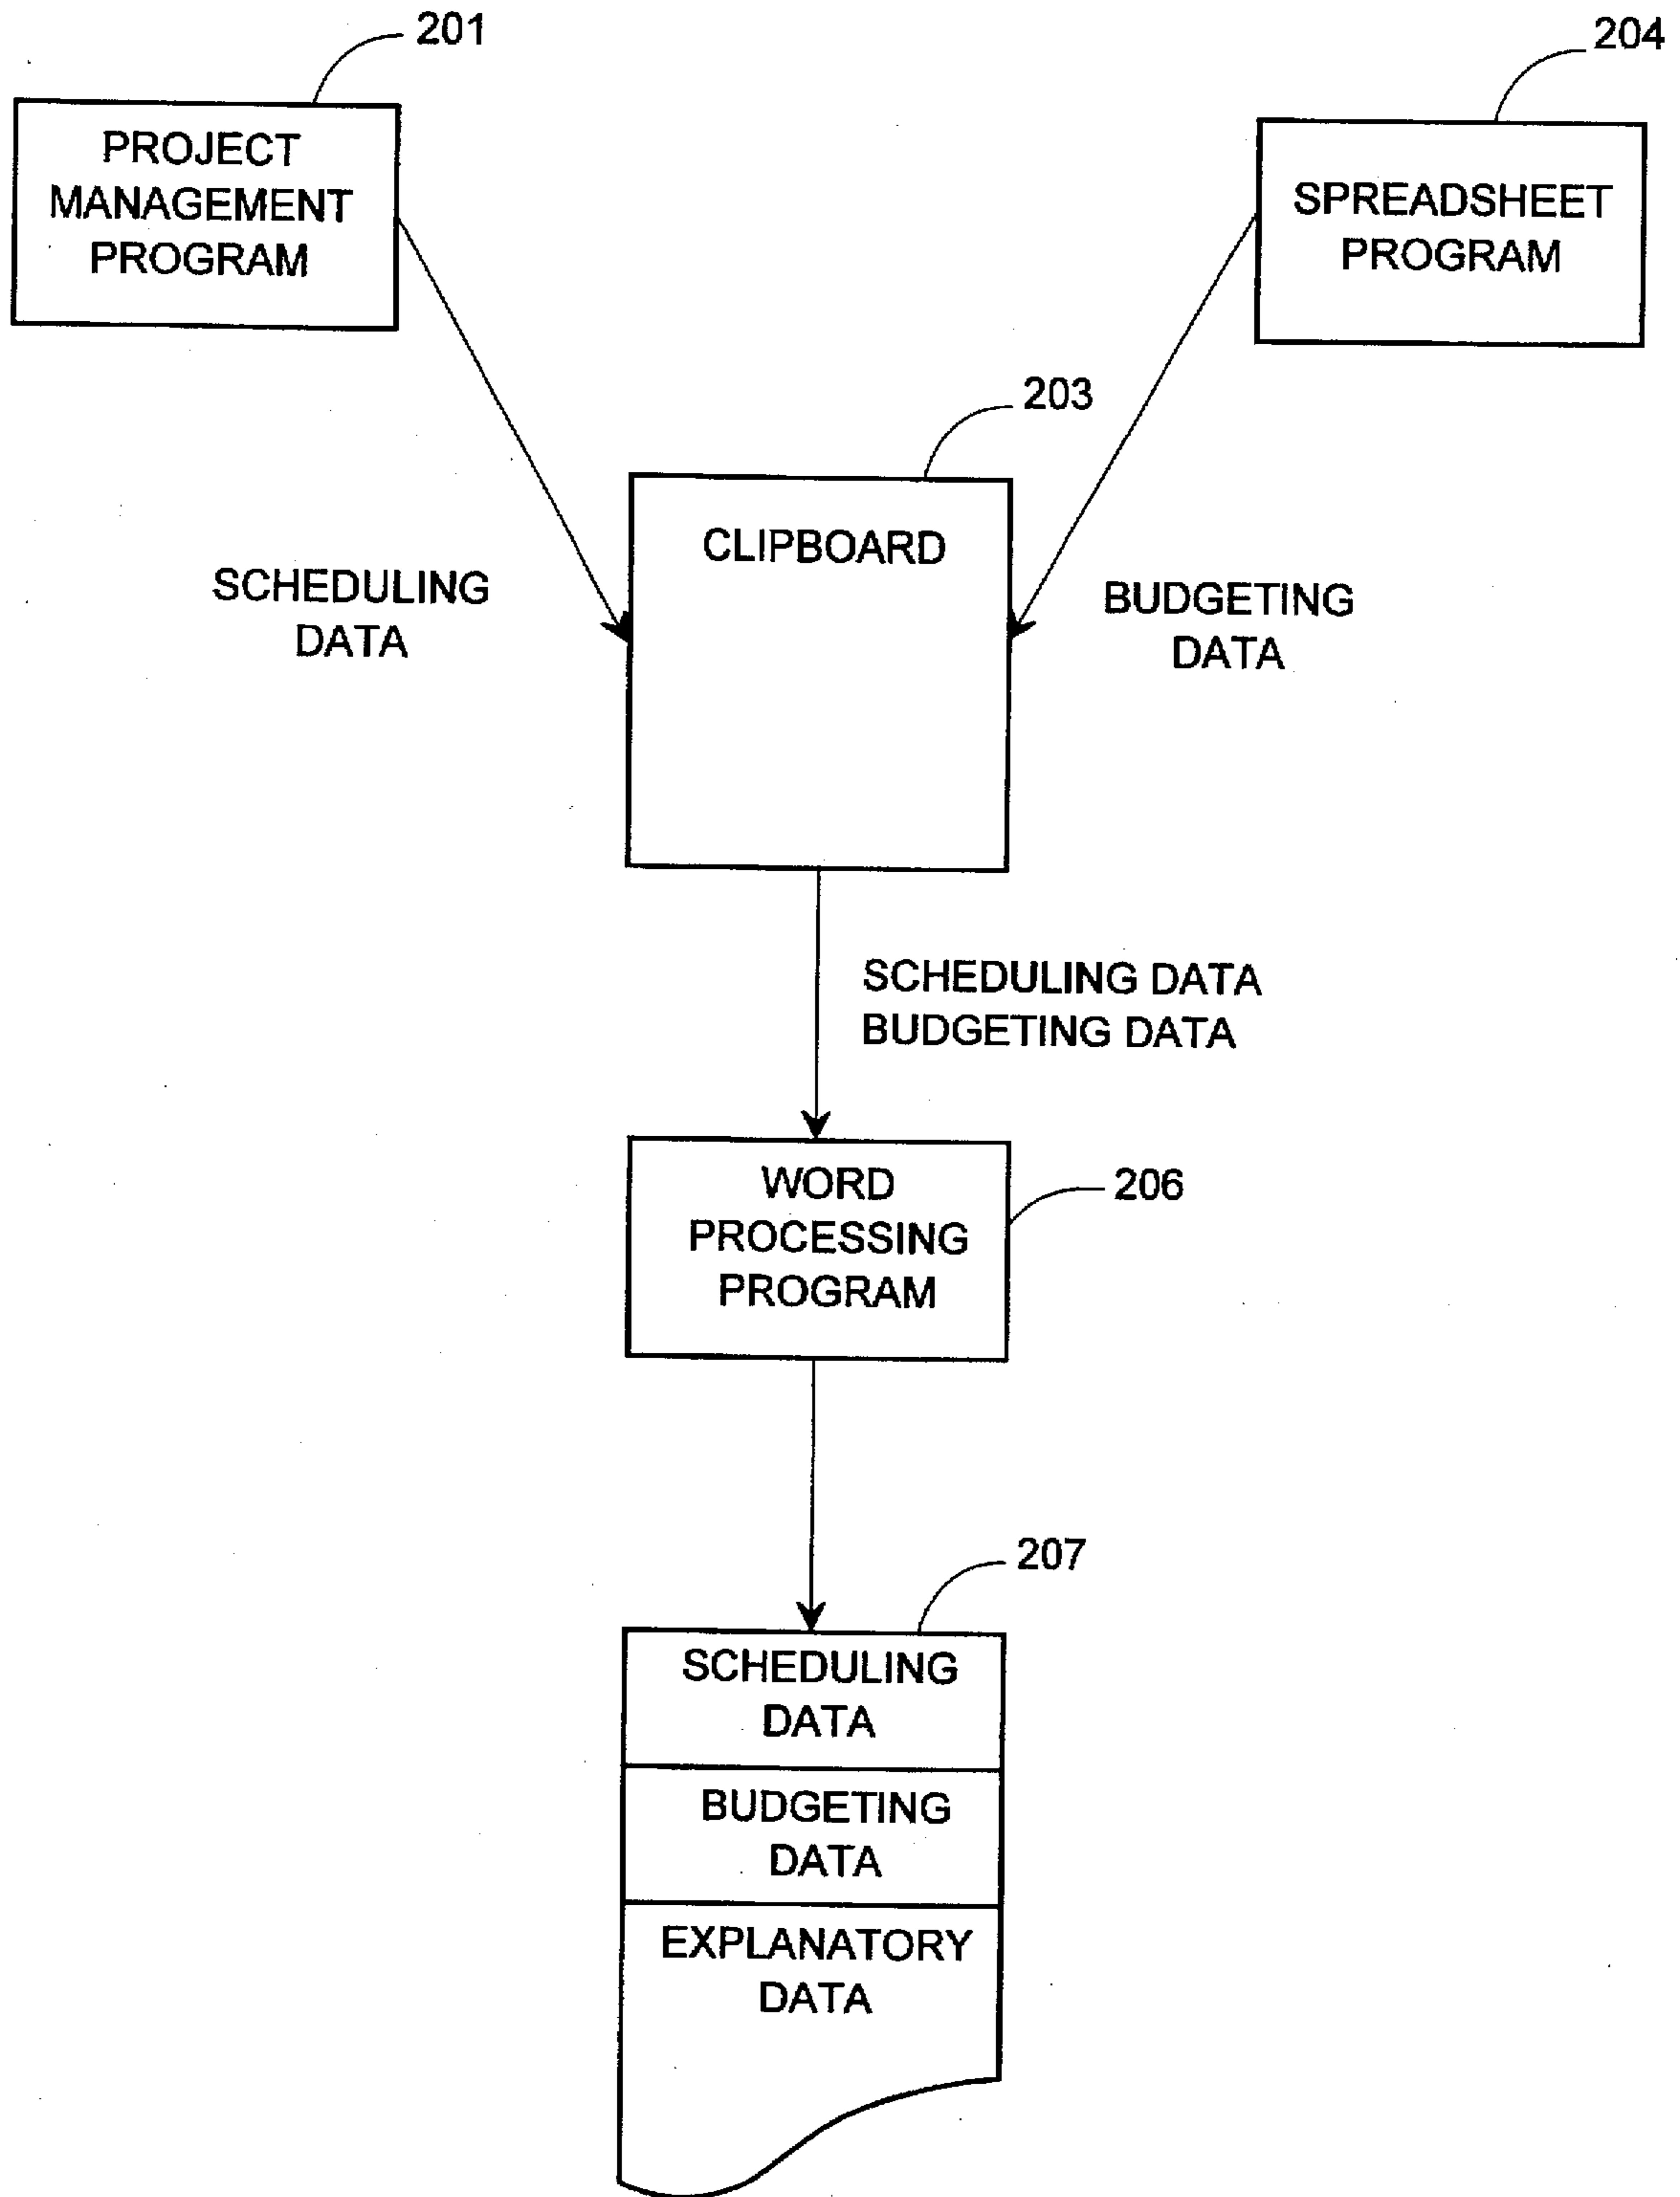 201
204
PROJECT
MANAGEMENT
PROGRAM
SPREADSHEET
PROGRAM
203
CLIPBOARD
SCHEDULING
DATA
BUDGETING
DATA
SCHEDULING DATA
BUDGETING DATA
WORD
PROCESSING
PROGRAM
206
207
SCHEDULING
DATA
BUDGETING
DATA
EXPLANATORY
DATA